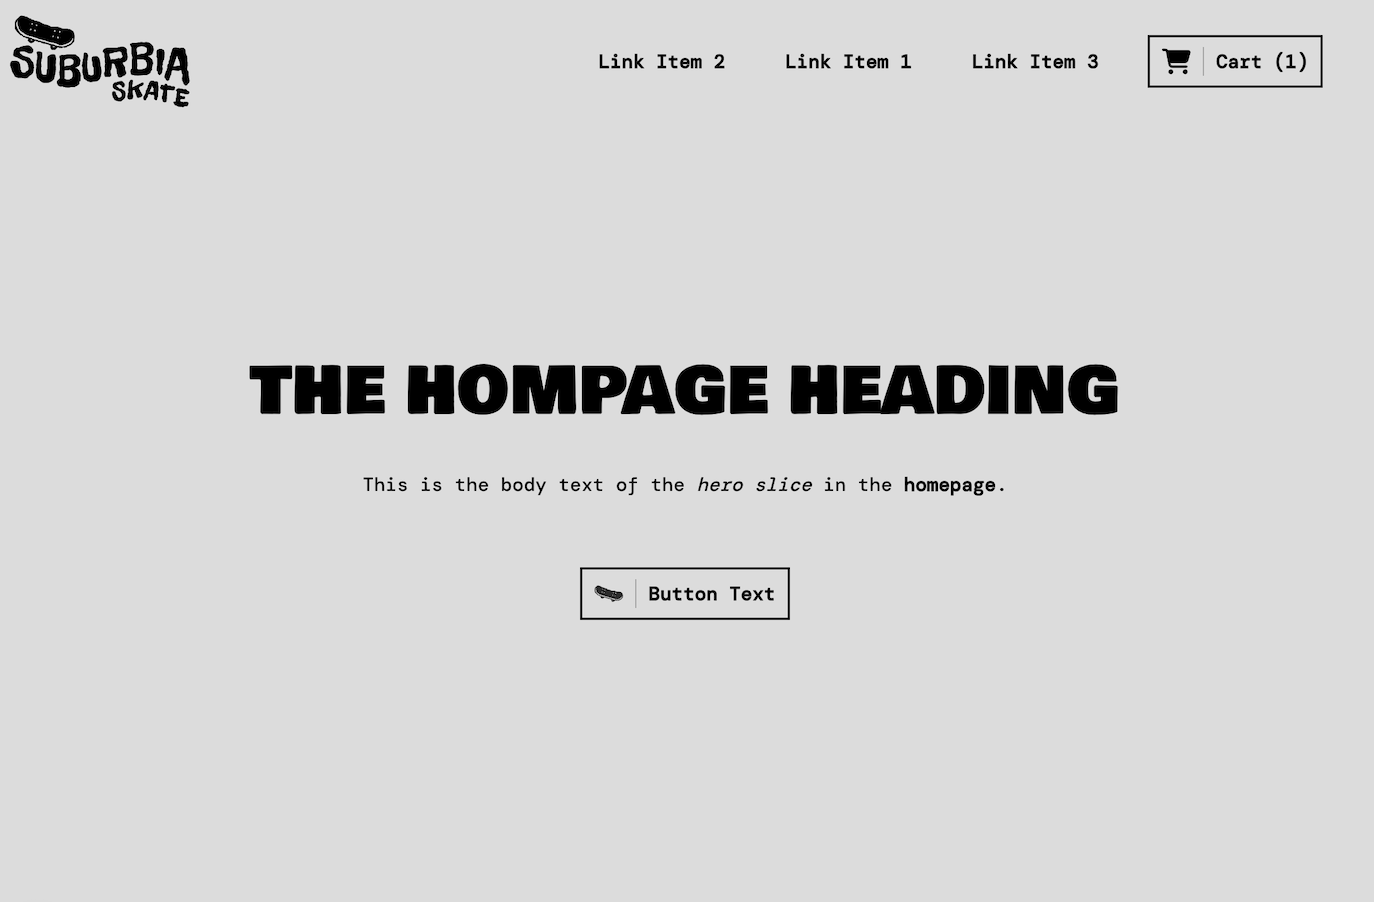 SUBURBIA
SKATE
Link Item 2
Link Item 1
Link Item 3
Cart (1)
THE HOMPAGE HEADING
This is the body text of the hero slice in the homepage.
Button Text